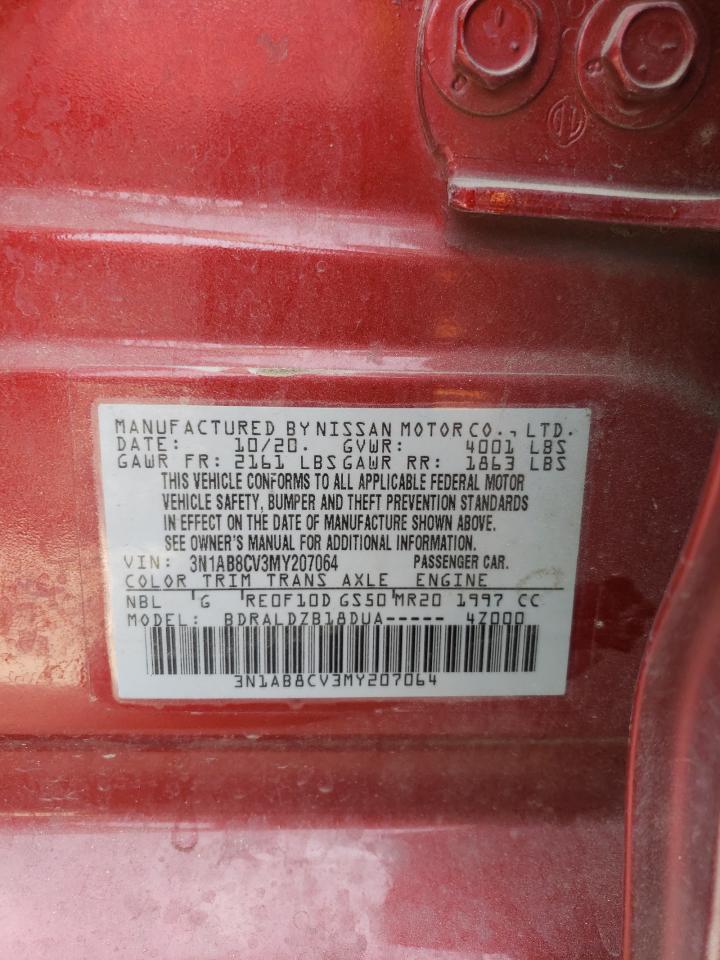 MANUFACTURED BY NISSAN MOTOR CO., LTD.
DATE: 10/20. GVWR: 4001 LBS
GAWR FR: 2161 LBS GAWR RR: 1863 LBS
THIS VEHICLE CONFORMS TO ALL APPLICABLE FEDERAL MOTOR
VEHICLE SAFETY, BUMPER AND THEFT PREVENTION STANDARDS
IN EFFECT ON THE DATE OF MANUFACTURE SHOWN ABOVE.
SEE OWNER'S MANUAL FOR ADDITIONAL INFORMATION.
VIN: 3N1AB8CV3MY207064 PASSENGER CAR.
COLOR TRIM TRANS AXLE ENGINE
NBL G RE0F10D GS50 MR20 1997 CC
MODEL: BDRALDZB18DUA----- 4Z000
3N1AB8CV3MY207064